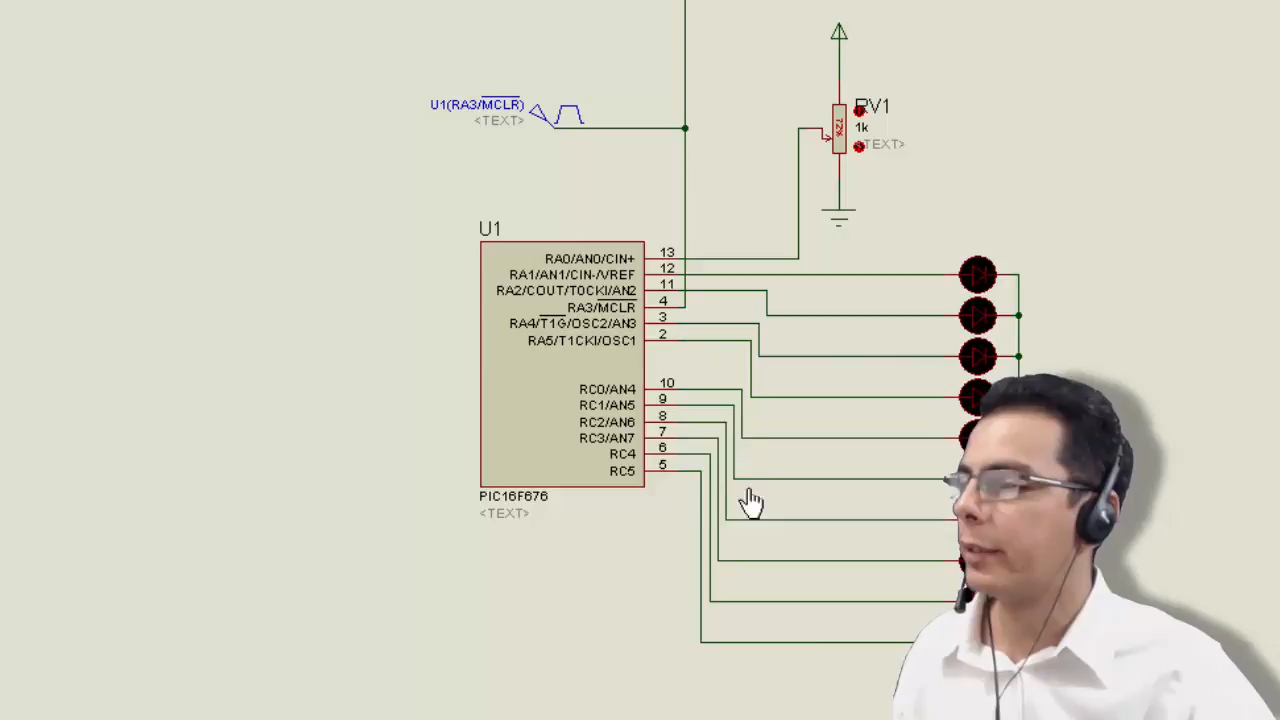 U1(RA3/MCLR)
<TEXT>
RV1
72%
1k
<TEXT>
U1
RA0/AN0/CIN+ 13
RA1/AN1/CIN-/VREF 12
RA2/COUT/T0CKI/AN2 11
RA3/MCLR 4
RA4/T1G/OSC2/AN3 3
RA5/T1CKI/OSC1 2
RC0/AN4 10
RC1/AN5 9
RC2/AN6 8
RC3/AN7 7
RC4 6
RC5 5
PIC16F676
<TEXT>